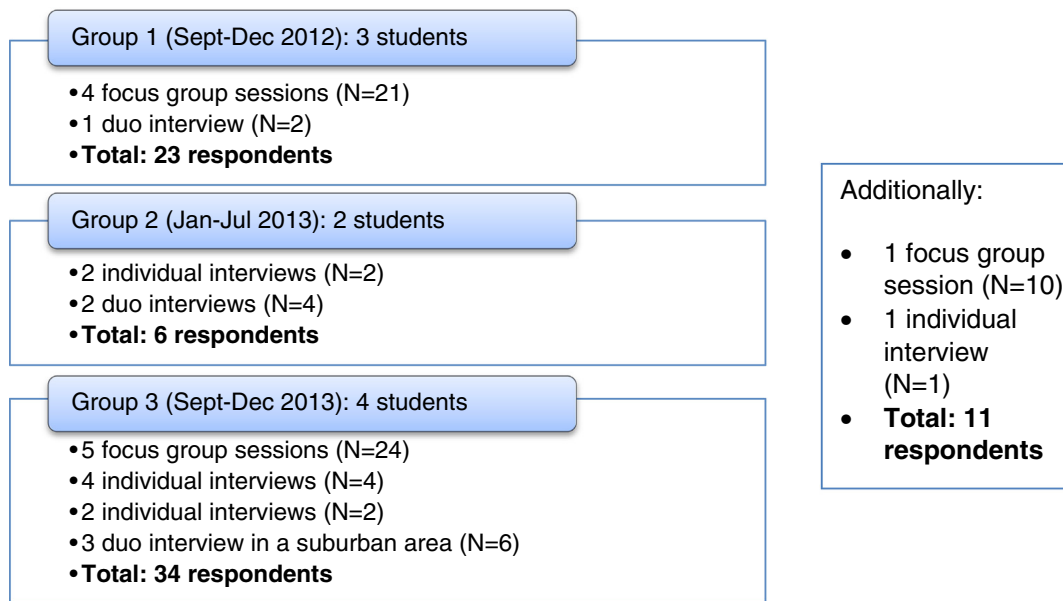 Group 1 (Sept-Dec 2012): 3 students
•4 focus group sessions (N=21)
•1 duo interview (N=2)
•Total: 23 respondents
Group 2 (Jan-Jul 2013): 2 students
•2 individual interviews (N=2)
•2 duo interviews (N=4)
•Total: 6 respondents
Group 3 (Sept-Dec 2013): 4 students
•5 focus group sessions (N=24)
•4 individual interviews (N=4)
•2 individual interviews (N=2)
•3 duo interview in a suburban area (N=6)
•Total: 34 respondents
Additionally:
• 1 focus group
session (N=10)
• 1 individual
interview
(N=1)
• Total: 11
respondents